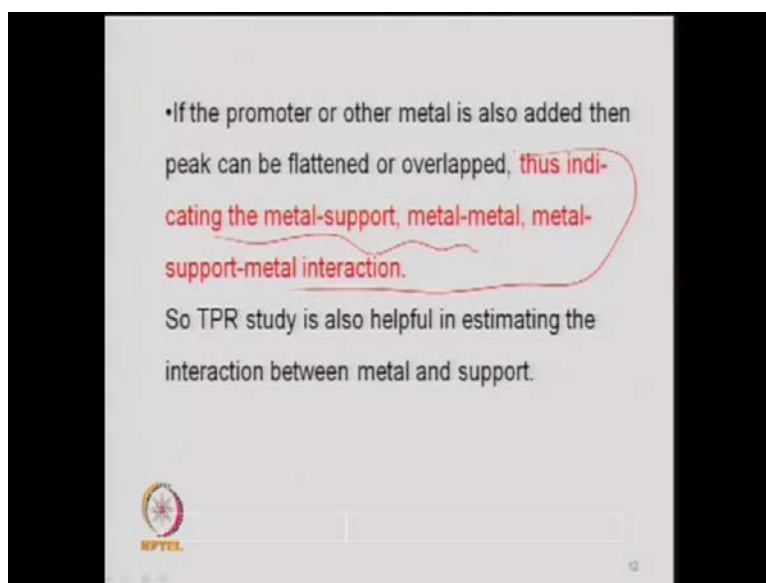 •If the promoter or other metal is also added then
peak can be flattened or overlapped, thus indi-
cating the metal-support, metal-metal, metal-
support-metal interaction.
So TPR study is also helpful in estimating the
interaction between metal and support.
NPTEL
12